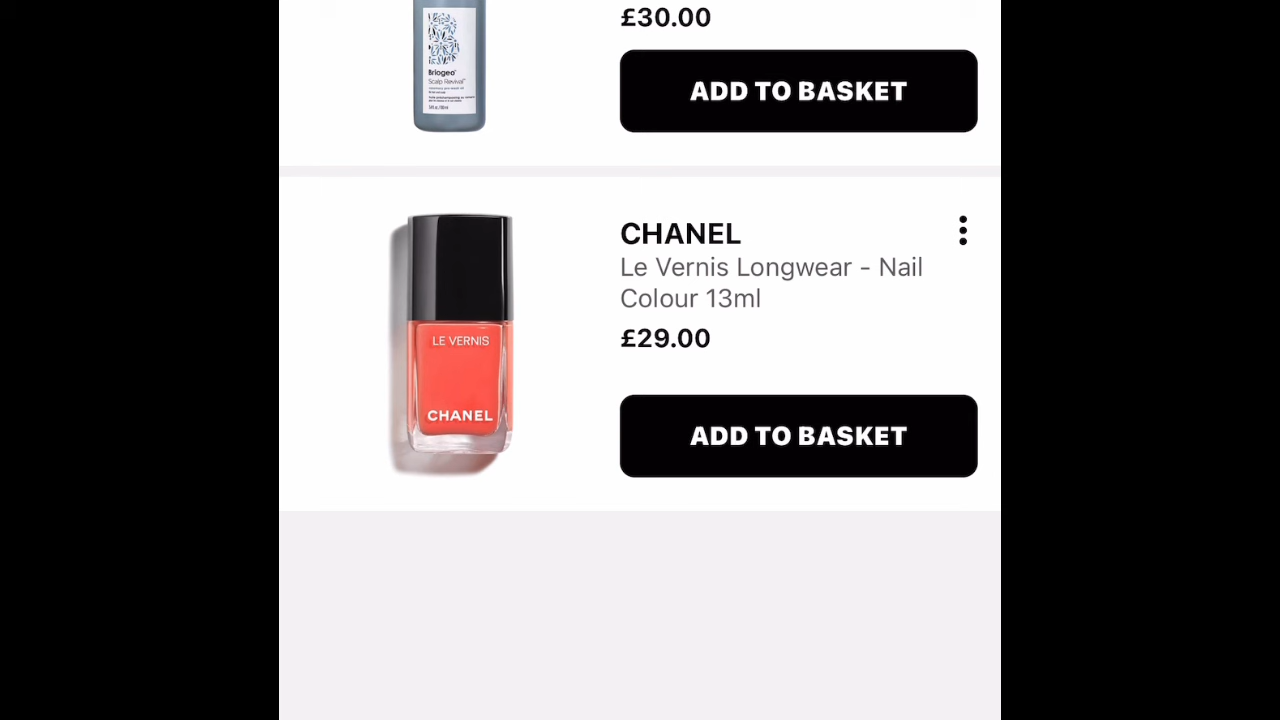 £30.00
Briogeo
Scalp Revival
ADD TO BASKET
CHANEL
Le Vernis Longwear - Nail
Colour 13ml
£29.00
LE VERNIS
CHANEL
ADD TO BASKET